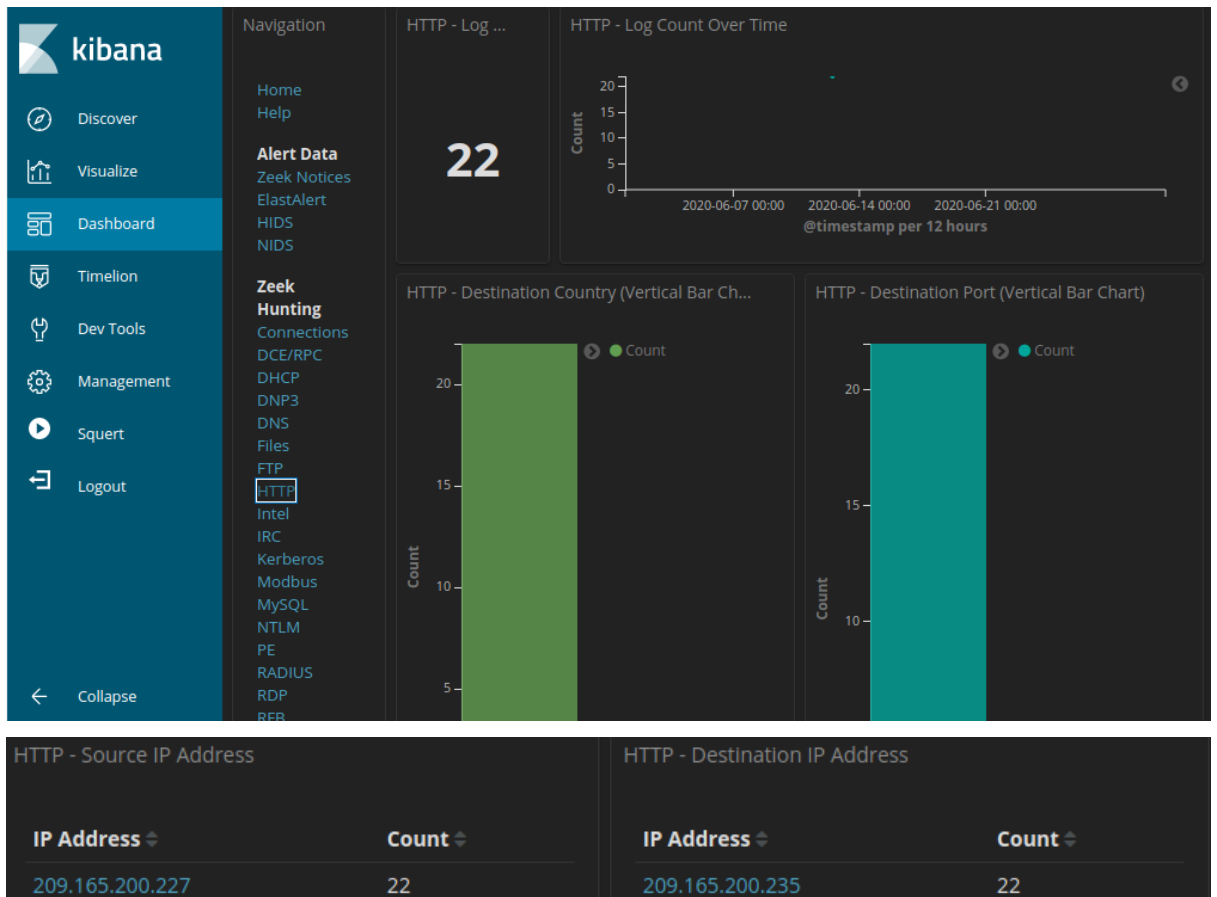 kibana
Discover
Visualize
Dashboard
Timelion
Dev Tools
Management
Squert
Logout
Collapse
Navigation
Home
Help
Alert Data
Zeek Notices
ElastAlert
HIDS
NIDS
Zeek
Hunting
Connections
DCE/RPC
DHCP
DNP3
DNS
Files
FTP
HTTP
Intel
IRC
Kerberos
Modbus
MySQL
NTLM
PE
RADIUS
RDP
RFB
HTTP - Log ...
22
HTTP - Log Count Over Time
Count
20
15
10
5
0
2020-06-07 00:00 2020-06-14 00:00 2020-06-21 00:00
@timestamp per 12 hours
HTTP - Destination Country (Vertical Bar Ch...
Count
Count
20
15
10
5
HTTP - Destination Port (Vertical Bar Chart)
Count
Count
20
15
10
HTTP - Source IP Address
IP Address Count
209.165.200.227 22
HTTP - Destination IP Address
IP Address Count
209.165.200.235 22